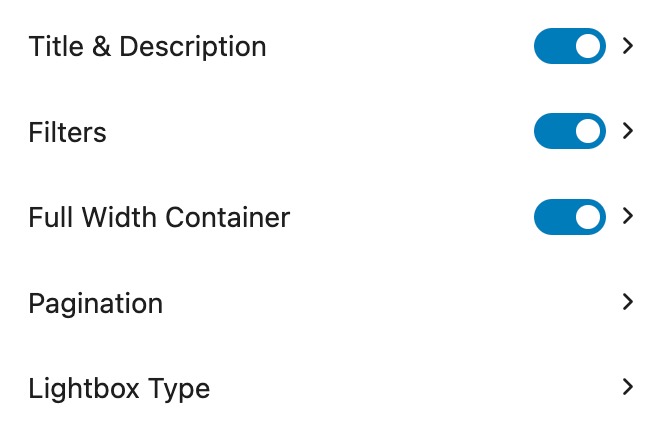 Title & Description
Filters
Full Width Container
Pagination
Lightbox Type